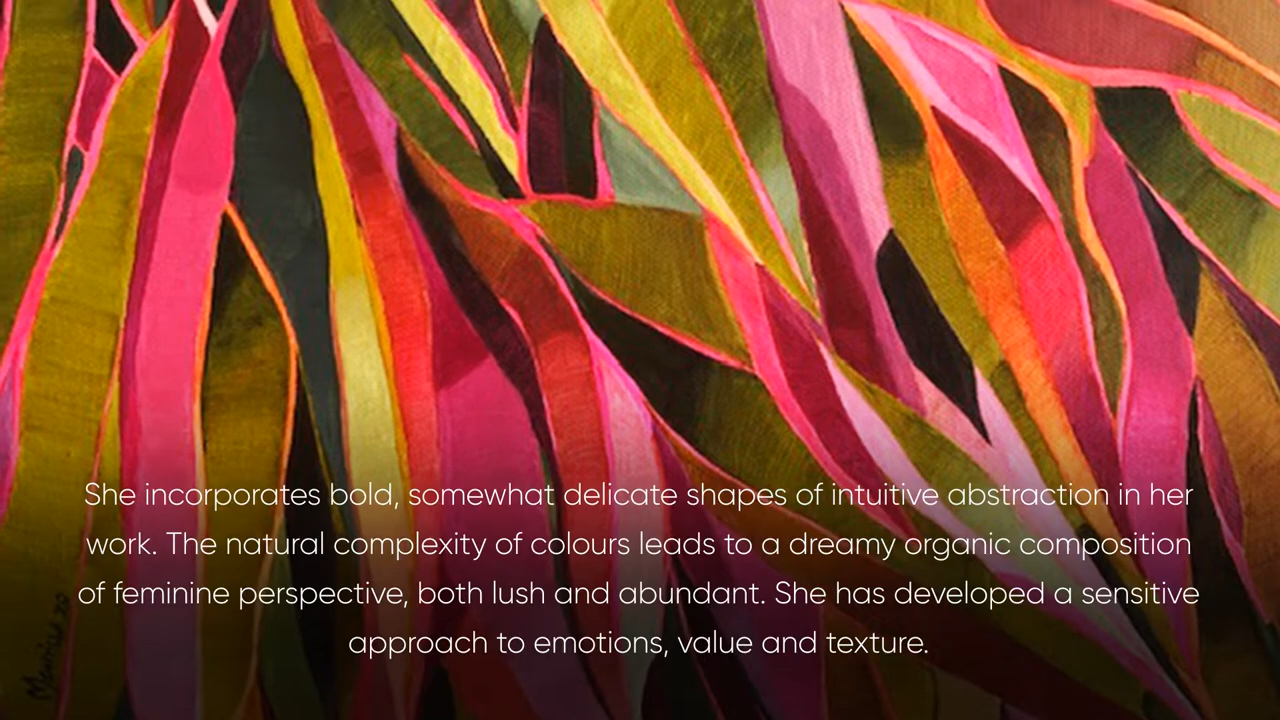 She incorporates bold, somewhat delicate shapes of intuitive abstraction in her
work. The natural complexity of colours leads to a dreamy organic composition
of feminine perspective, both lush and abundant. She has developed a sensitive
approach to emotions, value and texture.